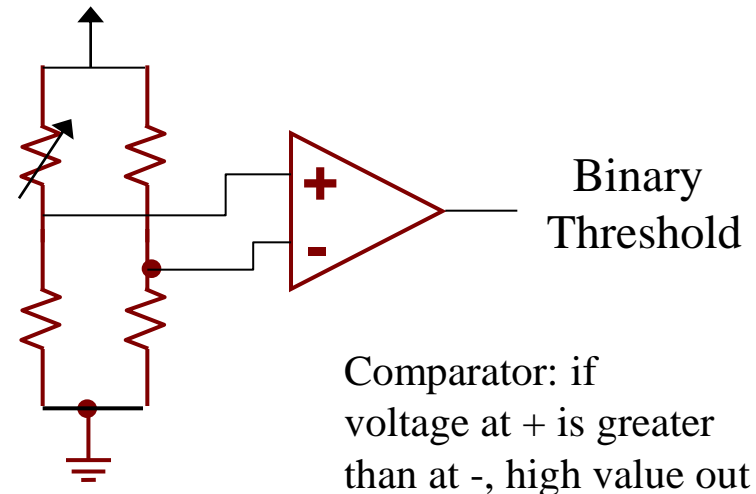 +
-
Binary
Threshold
Comparator: if
voltage at + is greater
than at -, high value out